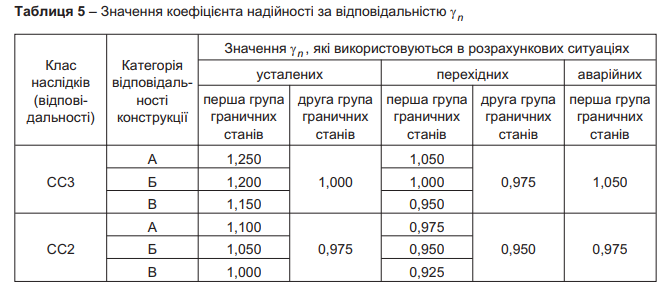 Таблиця 5 – Значення коефіцієнта надійності за відповідальністю γn
Клас наслідків (відпові-дальності) Категорія відповідаль-ності конструкції Значення γn, які використовуються в розрахункових ситуаціях
усталених перехідних аварійних
перша група граничних станів друга група граничних станів перша група граничних станів друга група граничних станів перша група граничних станів
СС3 А 1,250 1,000 1,050 0,975 1,050
Б 1,200 1,000
В 1,150 0,950
СС2 А 1,100 0,975 0,975 0,950 0,975
Б 1,050 0,950
В 1,000 0,925